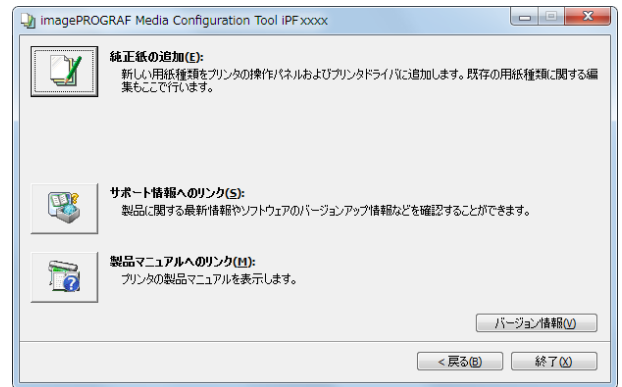 imagePROGRAF Media Configuration Tool iPFxxxx
純正紙の追加(E):
新しい用紙種類をプリンタの操作パネルおよびプリンタドライバに追加します。既存の用紙種類に関する編
集もここで行います。
サポート情報へのリンク(S):
製品に関する最新情報やソフトウェアのバージョンアップ情報などを確認することができます。
製品マニュアルへのリンク(M):
プリンタの製品マニュアルを表示します。
バージョン情報(V)
< 戻る(B)
終了(X)